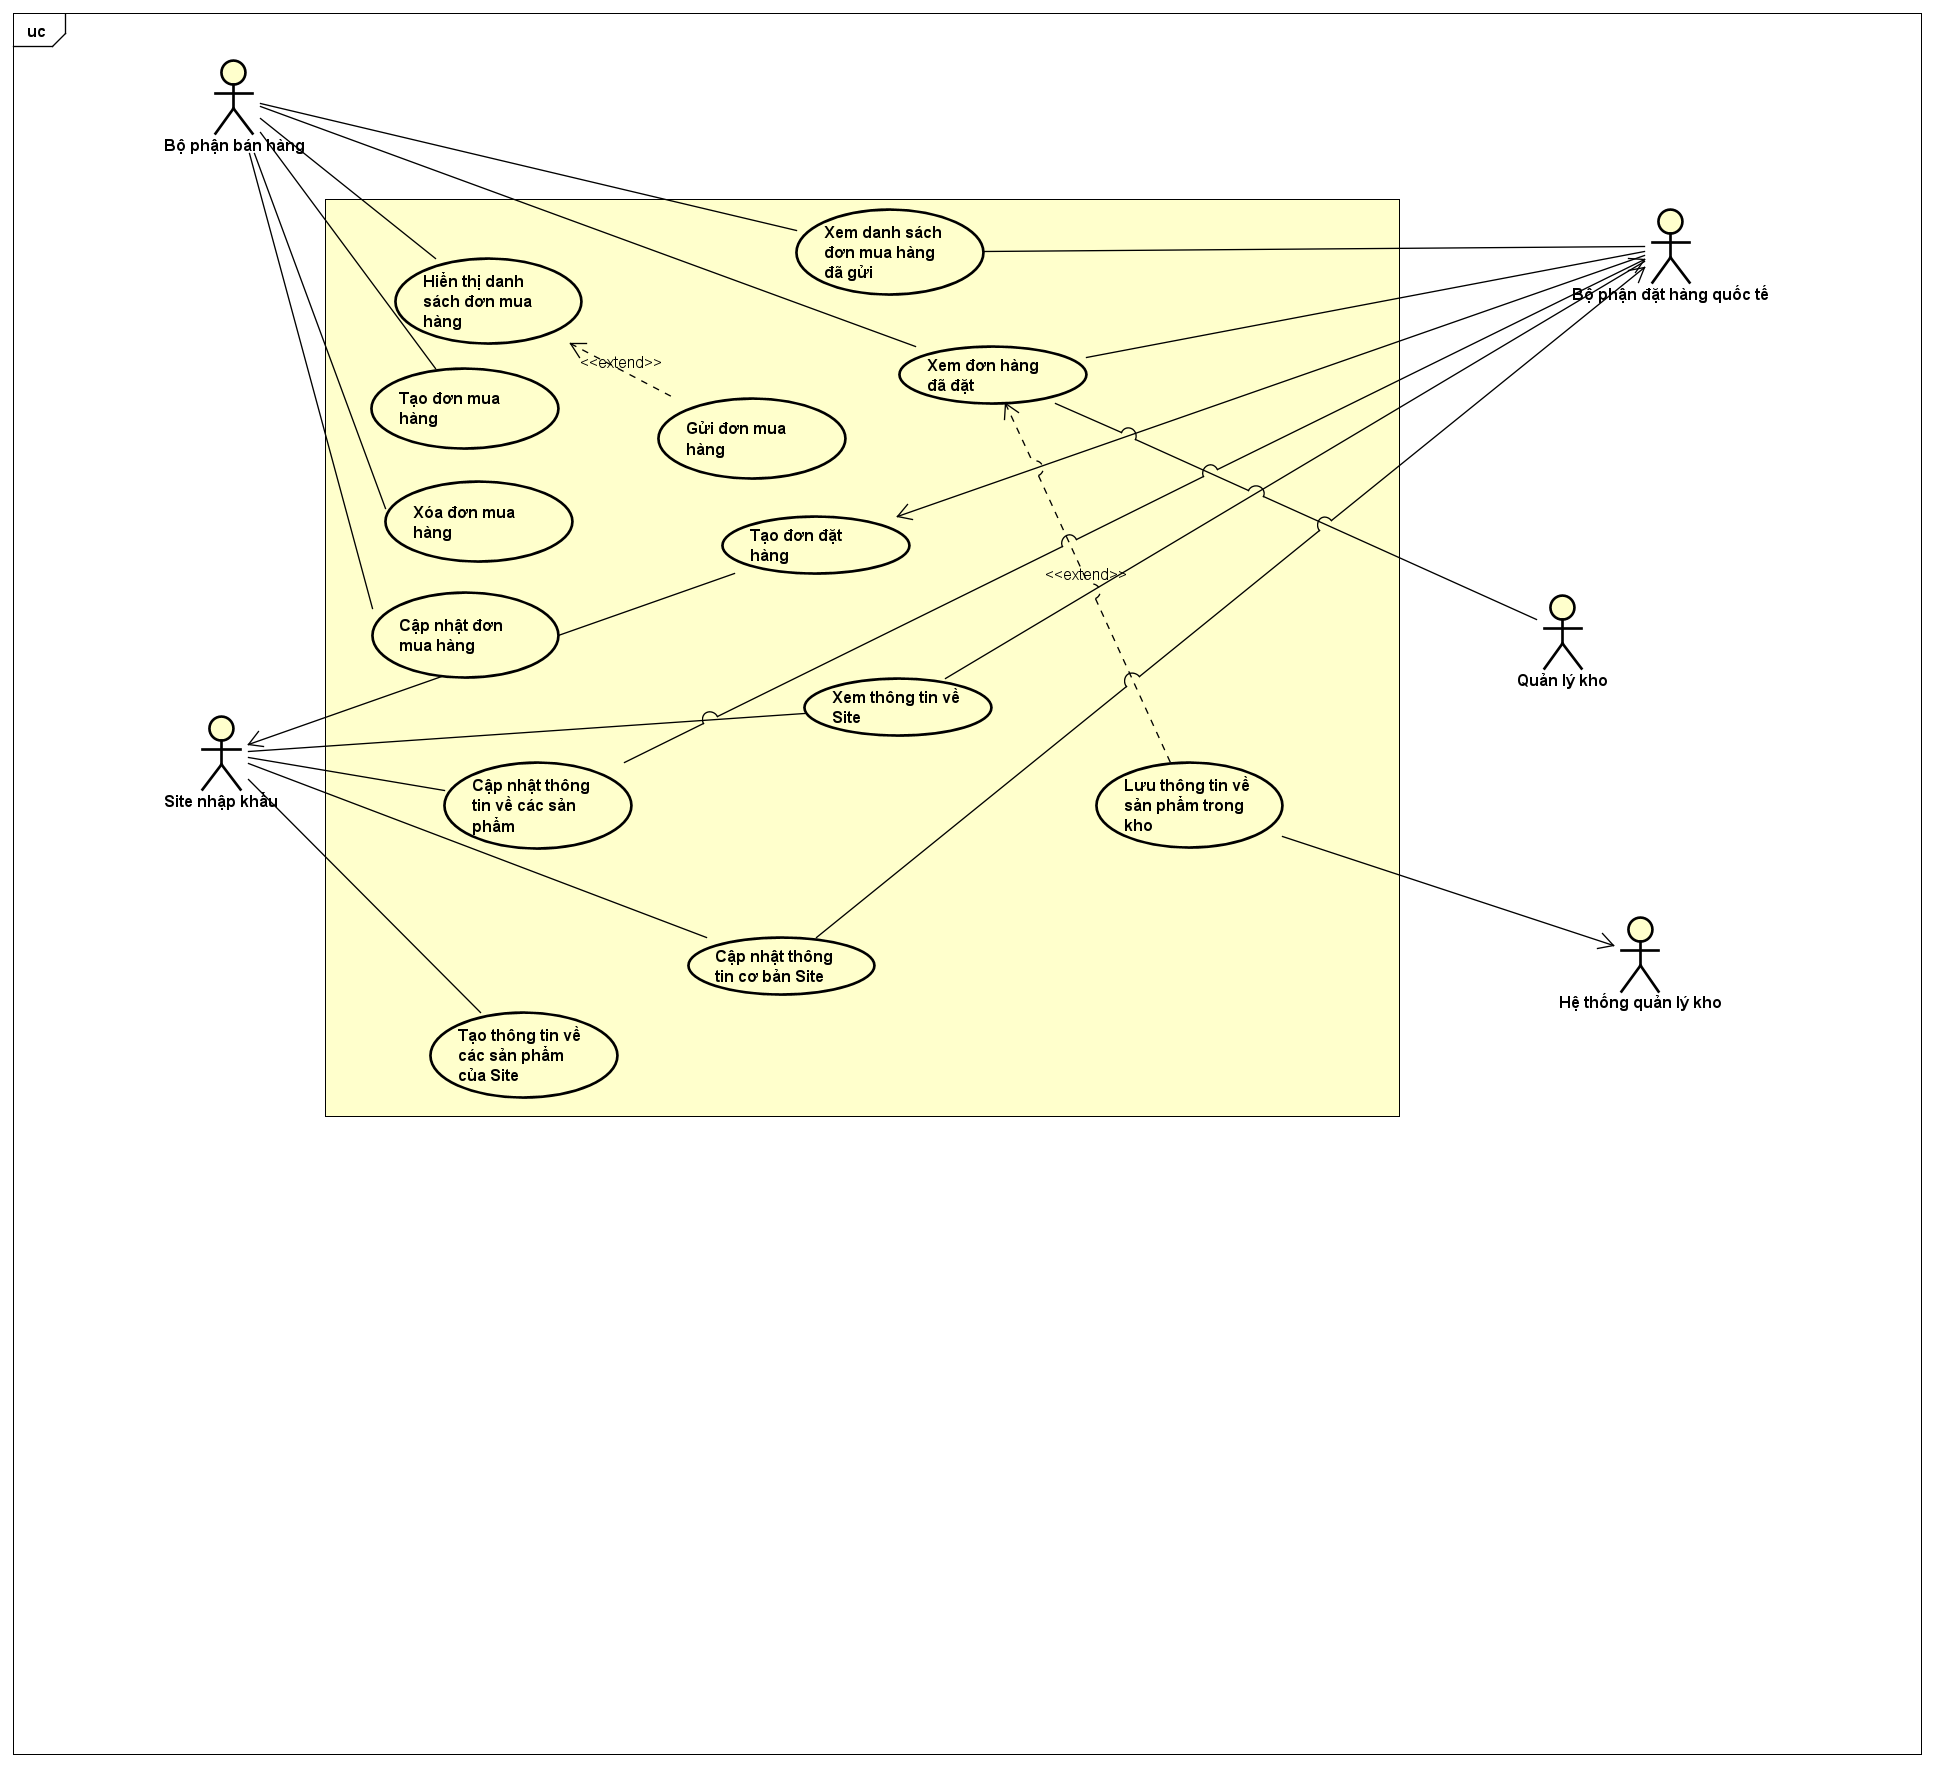 uc
Bộ phận bán hàng
Xem danh sách
đơn mua hàng
đã gửi
Hiển thị danh
sách đơn mua
hàng
Bộ phận đặt hàng quốc tế
<<extend>>
Xem đơn hàng
đã đặt
Tạo đơn mua
hàng
Gửi đơn mua
hàng
Xóa đơn mua
hàng
Tạo đơn đặt
hàng
<<extend>>
Cập nhật đơn
mua hàng
Quản lý kho
Xem thông tin về
Site
Site nhập khẩu
Cập nhật thông
tin về các sản
phẩm
Lưu thông tin về
sản phẩm trong
kho
Cập nhật thông
tin cơ bản Site
Hệ thống quản lý kho
Tạo thông tin về
các sản phẩm
của Site